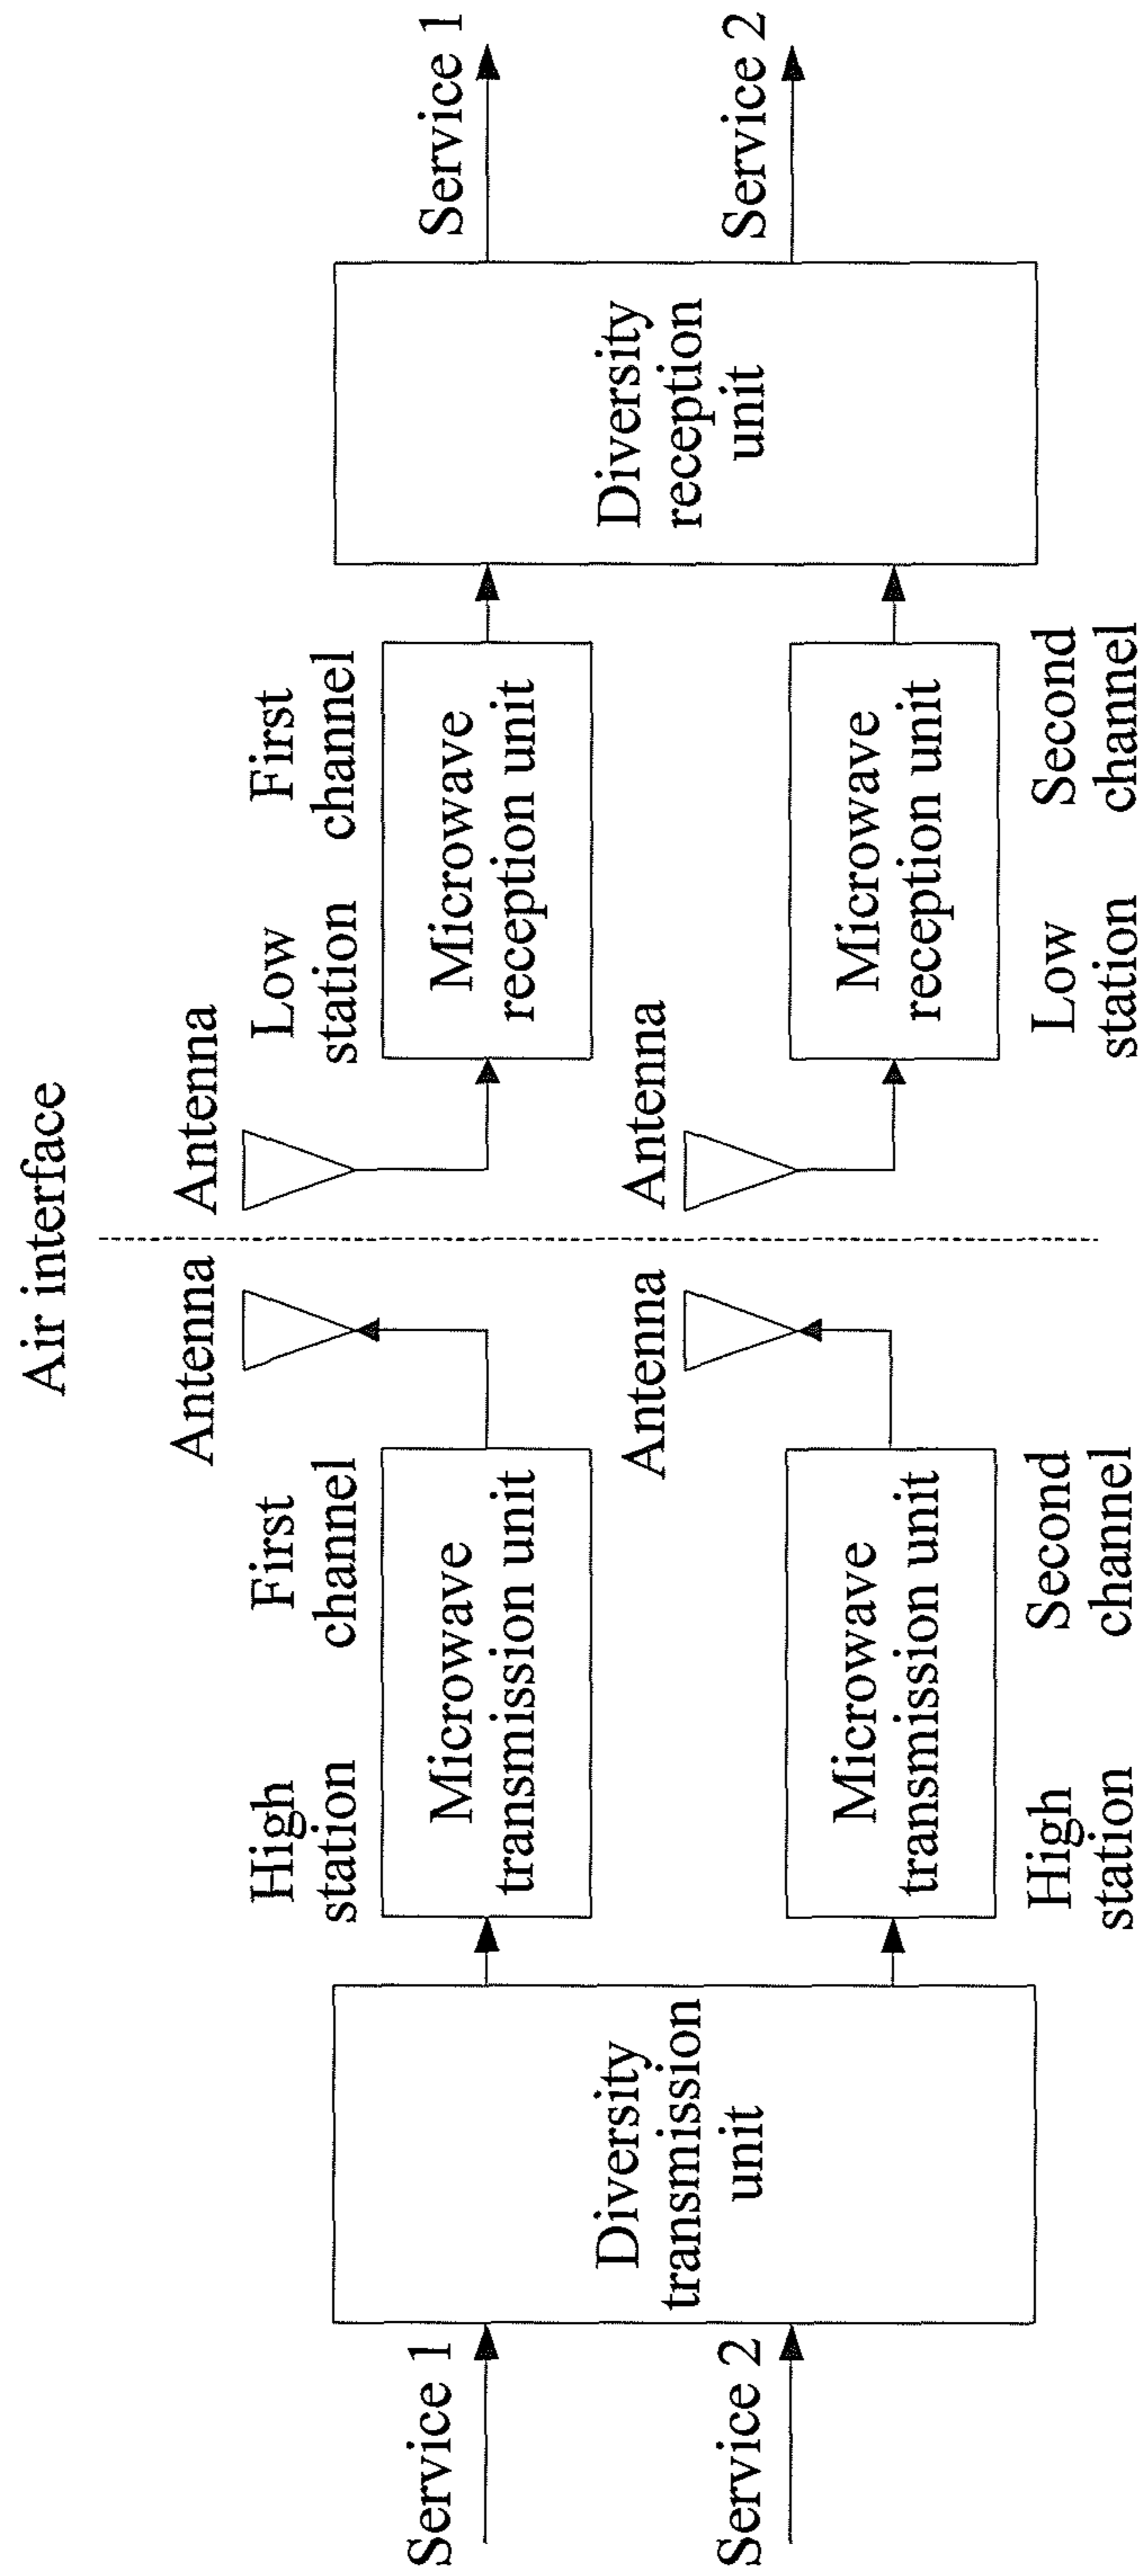 Air interface
Service 1
Service 2
Diversity
transmission
unit
High
station
First
channel
Microwave
transmission unit
Antenna
Microwave
transmission unit
Antenna
High
station
Second
channel
Antenna
Low
station
First
channel
Microwave
reception unit
Antenna
Microwave
reception unit
Low
station
Second
channel
Diversity
reception
unit
Service 1
Service 2